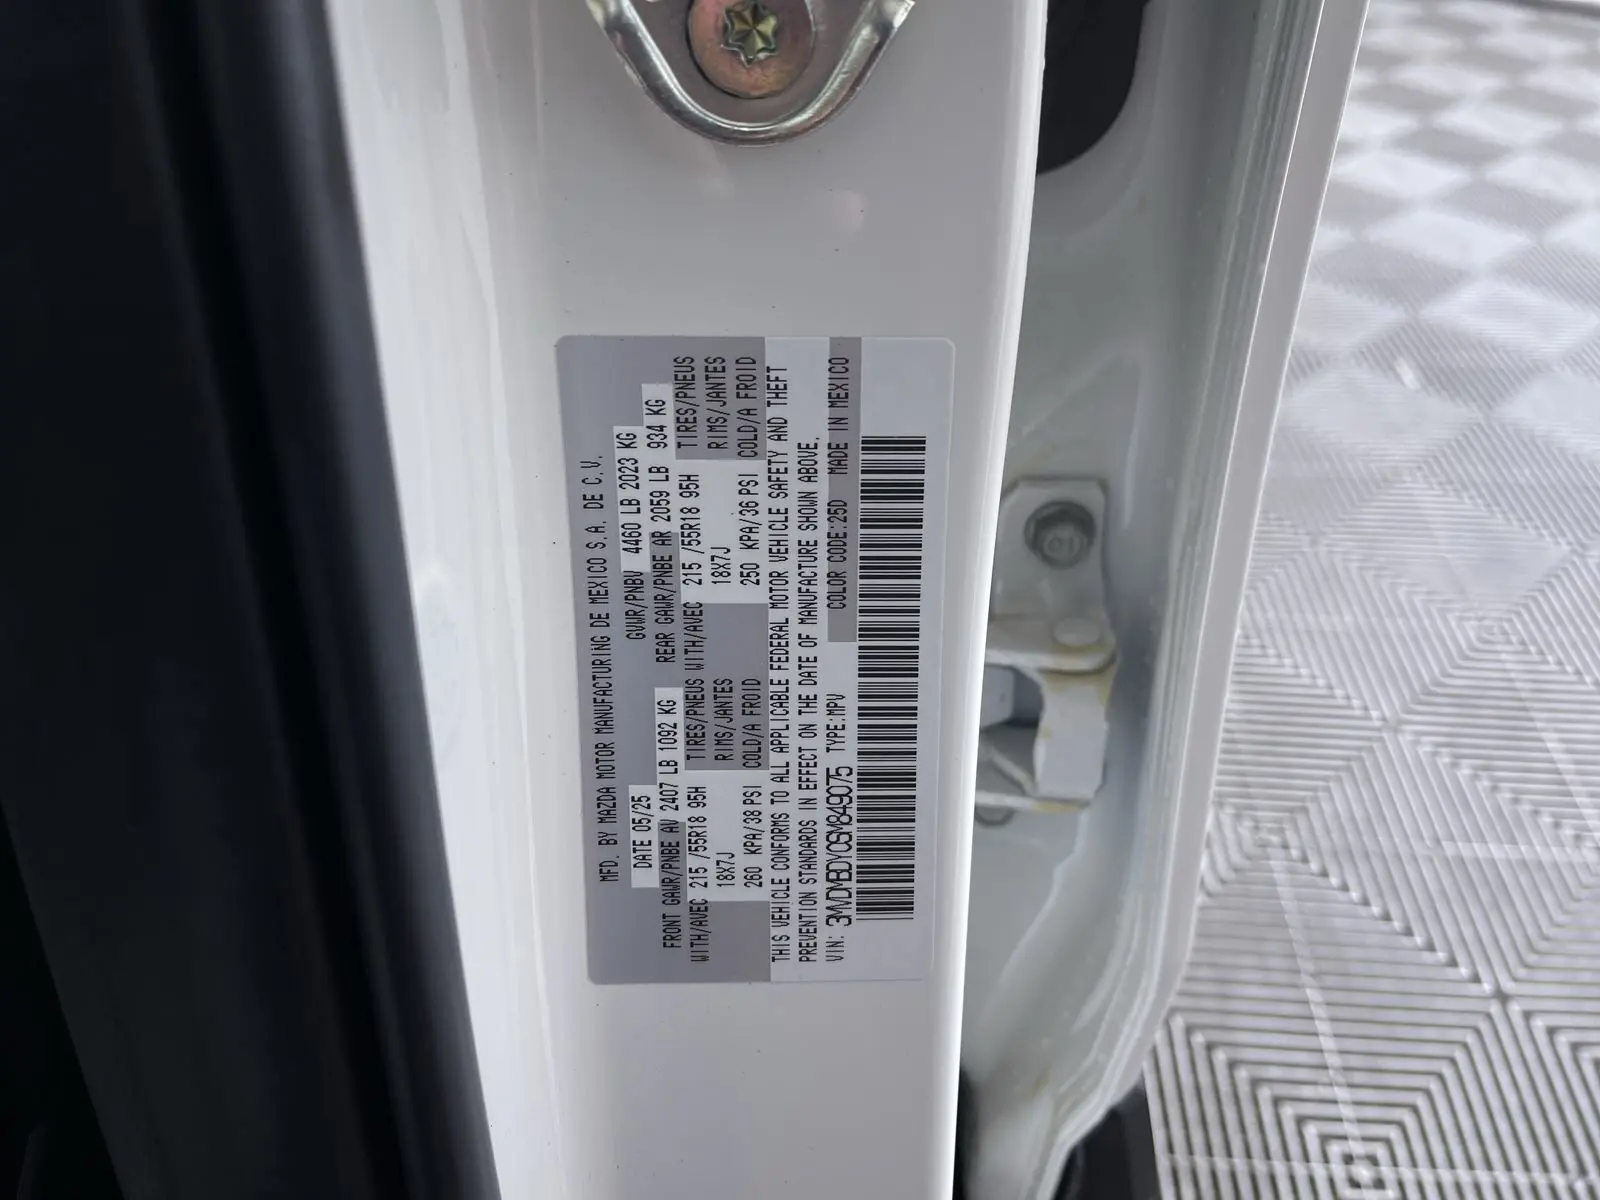 MFD. BY MAZDA MOTOR MANUFACTURING DE MEXICO S.A. DE C.V.
DATE 05/25 GVWR/PNBV 4460 LB 2023 KG
FRONT GAWR/PNBE AV 2407 LB 1092 KG REAR GAWR/PNBE AR 2059 LB 934 KG
WITH/AVEC 215 /55R18 95H TIRES/PNEUS WITH/AVEC 215 /55R18 95H TIRES/PNEUS
18X7J RIMS/JANTES 18X7J RIMS/JANTES
260 KPA/38 PSI COLD/A FROID 250 KPA/36 PSI COLD/A FROID
THIS VEHICLE CONFORMS TO ALL APPLICABLE FEDERAL MOTOR VEHICLE SAFETY AND THEFT
PREVENTION STANDARDS IN EFFECT ON THE DATE OF MANUFACTURE SHOWN ABOVE.
VIN: 3MVDMBDY0SM849075 TYPE:MPV COLOR CODE:25D MADE IN MEXICO